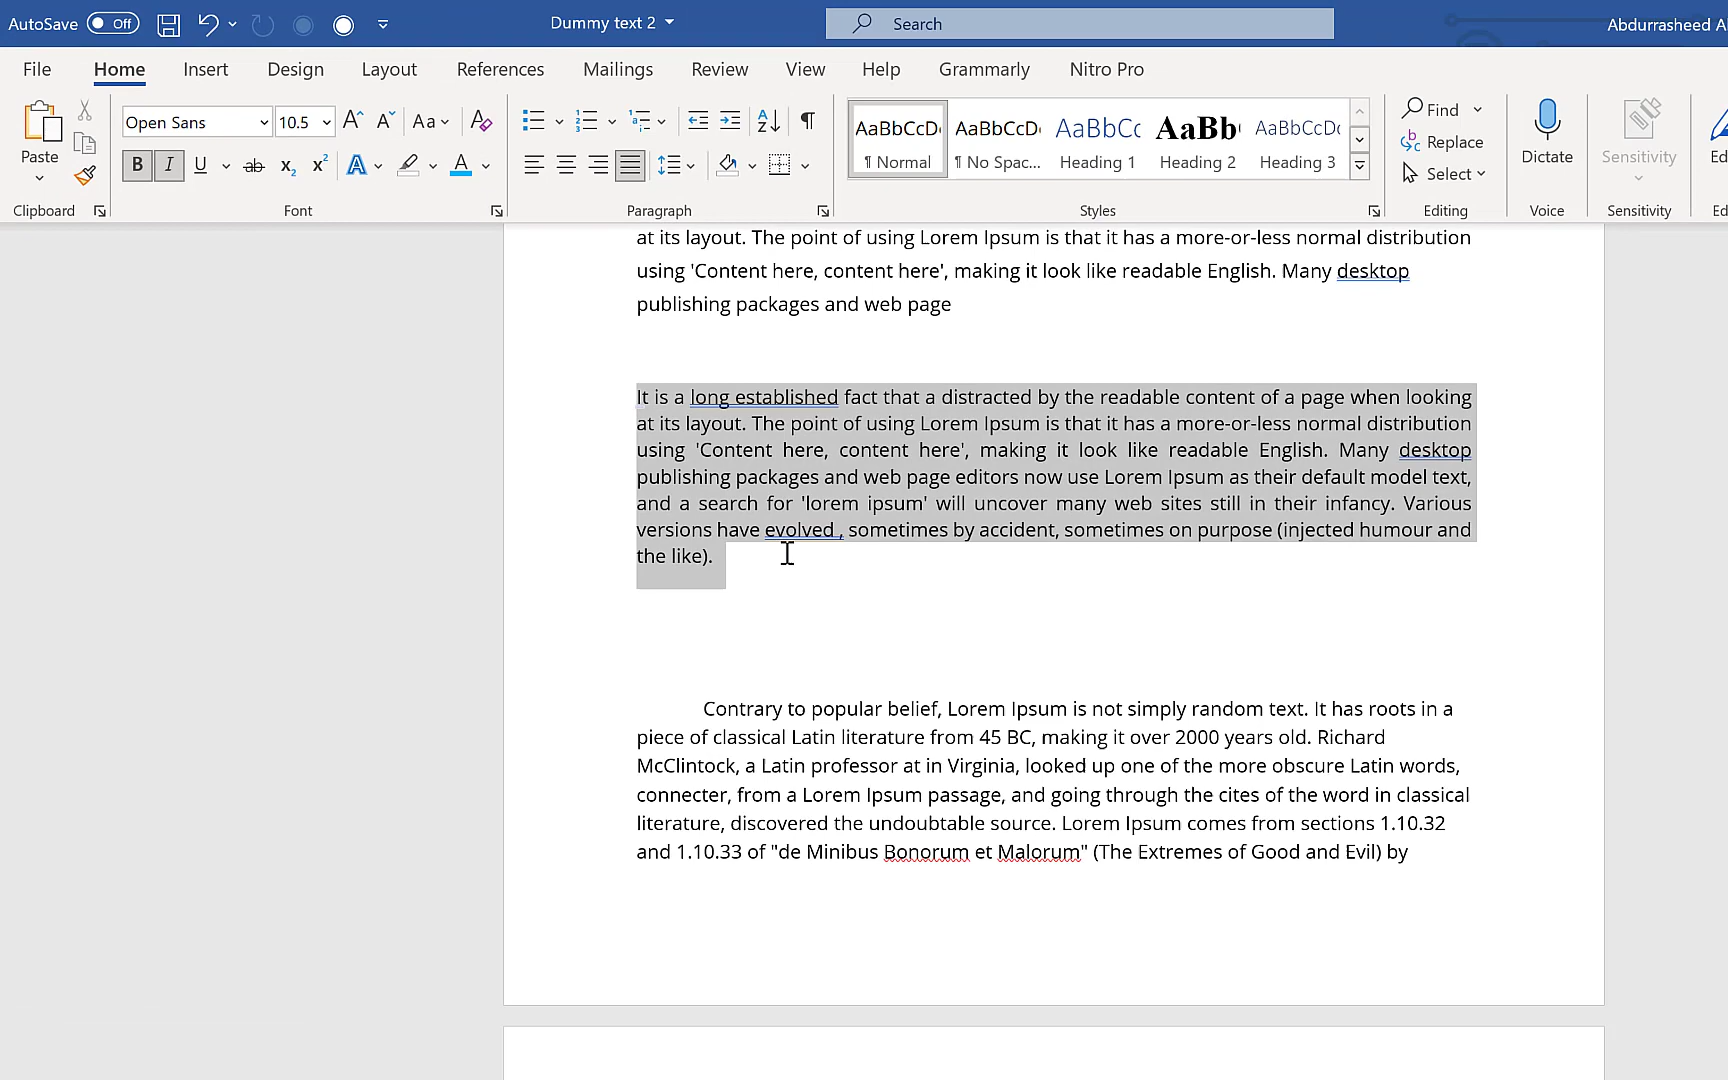 AutoSave Off Dummy text 2 Search Abdurrasheed A
File Home Insert Design Layout References Mailings Review View Help Grammarly Nitro Pro
Paste
Open Sans 10.5
Aa
B I U ab x₂ x² A A
AaBbCcD AaBbCcD AaBbCc AaBb AaBbCcD
¶ Normal ¶ No Spac... Heading 1 Heading 2 Heading 3
Find
Replace
Select
Dictate
Sensitivity
Clipboard Font Paragraph Styles Editing Voice Sensitivity
at its layout. The point of using Lorem Ipsum is that it has a more-or-less normal distribution
using 'Content here, content here', making it look like readable English. Many desktop
publishing packages and web page
It is a long established fact that a distracted by the readable content of a page when looking
at its layout. The point of using Lorem Ipsum is that it has a more-or-less normal distribution
using 'Content here, content here', making it look like readable English. Many desktop
publishing packages and web page editors now use Lorem Ipsum as their default model text,
and a search for 'lorem ipsum' will uncover many web sites still in their infancy. Various
versions have evolved , sometimes by accident, sometimes on purpose (injected humour and
the like).
Contrary to popular belief, Lorem Ipsum is not simply random text. It has roots in a
piece of classical Latin literature from 45 BC, making it over 2000 years old. Richard
McClintock, a Latin professor at in Virginia, looked up one of the more obscure Latin words,
connecter, from a Lorem Ipsum passage, and going through the cites of the word in classical
literature, discovered the undoubtable source. Lorem Ipsum comes from sections 1.10.32
and 1.10.33 of "de Minibus Bonorum et Malorum" (The Extremes of Good and Evil) by